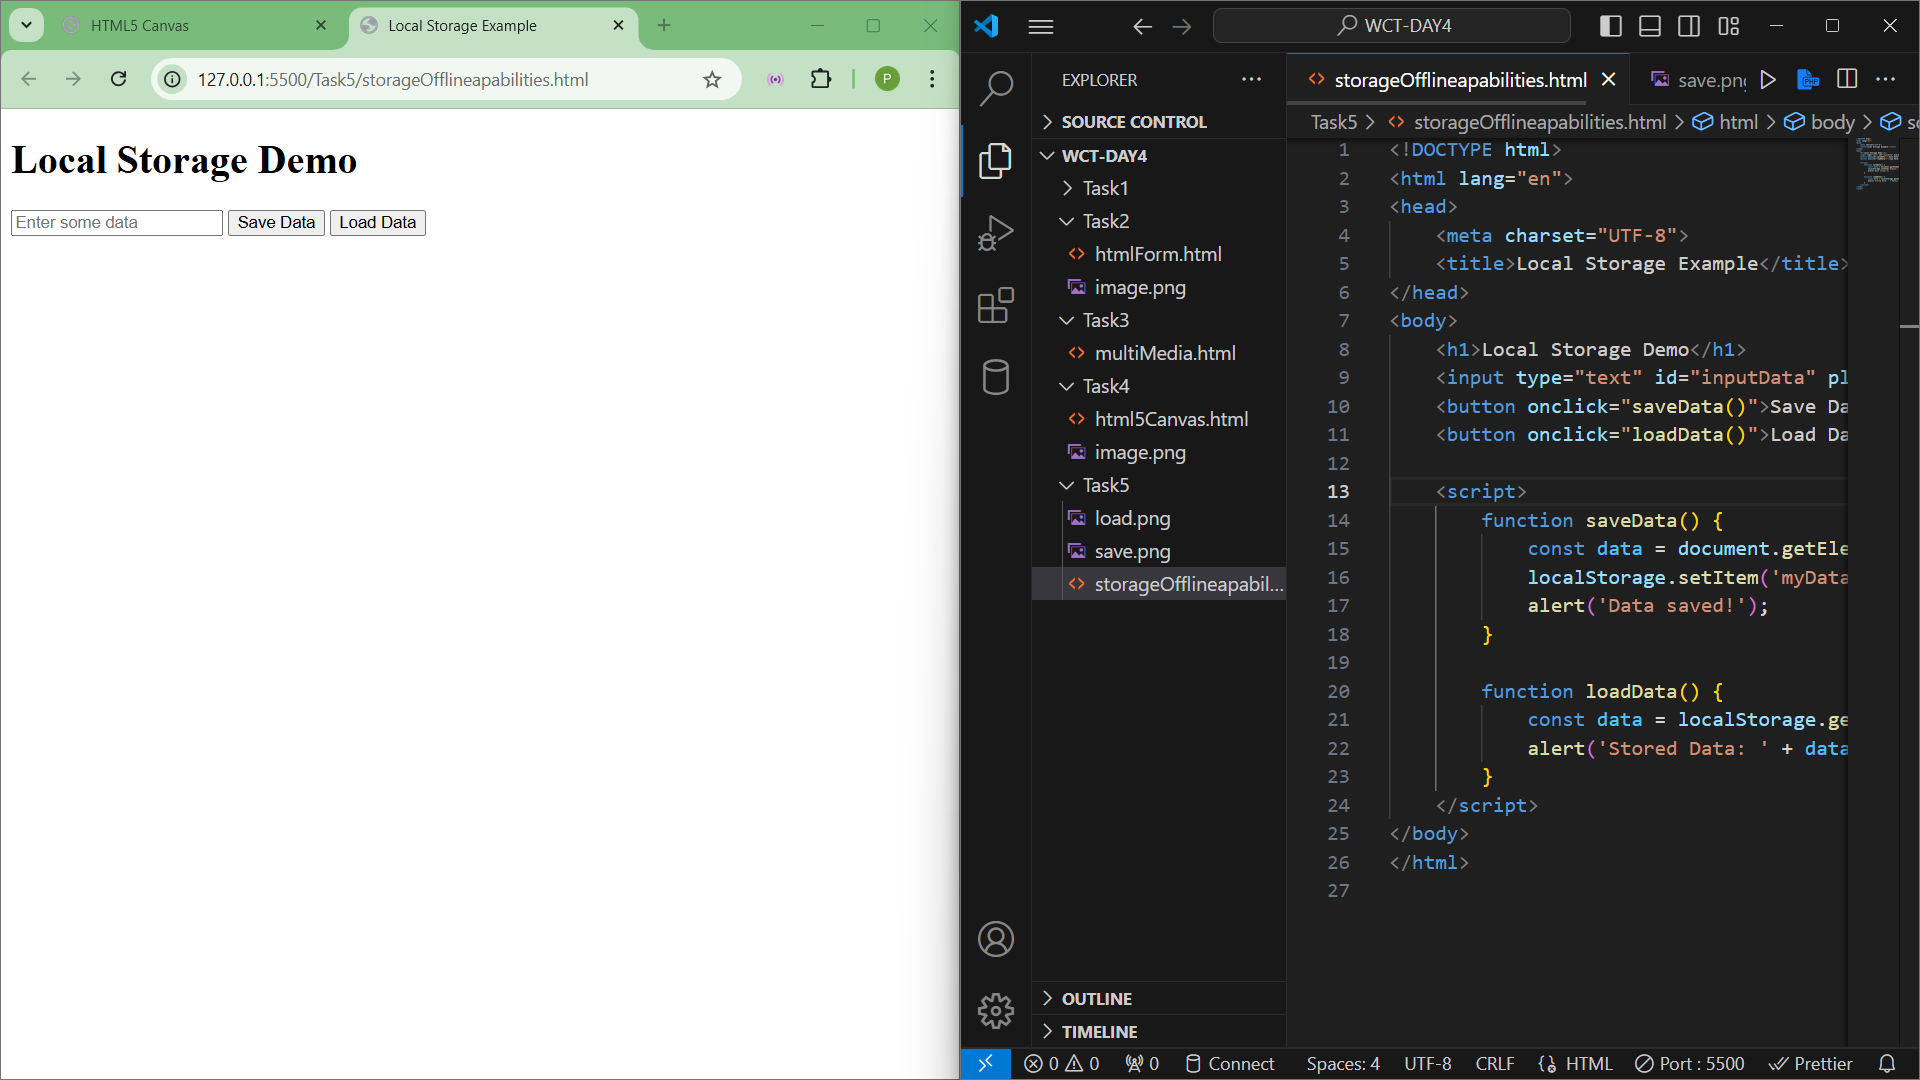 HTML5 Canvas
Local Storage Example
127.0.0.1:5500/Task5/storageOfflineapabilities.html
P
Local Storage Demo
Enter some data
Save Data
Load Data
WCT-DAY4
EXPLORER
SOURCE CONTROL
WCT-DAY4
Task1
Task2
htmlForm.html
image.png
Task3
multiMedia.html
Task4
html5Canvas.html
image.png
Task5
load.png
save.png
storageOfflineapabil...
OUTLINE
TIMELINE
storageOfflineapabilities.html
save.png
Task5 > storageOfflineapabilities.html > html > body >
1 <!DOCTYPE html>
2 <html lang="en">
3 <head>
4 <meta charset="UTF-8">
5 <title>Local Storage Example</title>
6 </head>
7 <body>
8 <h1>Local Storage Demo</h1>
9 <input type="text" id="inputData" pl
10 <button onclick="saveData()">Save Da
11 <button onclick="loadData()">Load Da
12
13 <script>
14 function saveData() {
15 const data = document.getEle
16 localStorage.setItem('myData
17 alert('Data saved!');
18 }
19
20 function loadData() {
21 const data = localStorage.ge
22 alert('Stored Data: ' + data
23 }
24 </script>
25 </body>
26 </html>
27
0 0 0 Connect Spaces: 4 UTF-8 CRLF HTML Port : 5500 Prettier